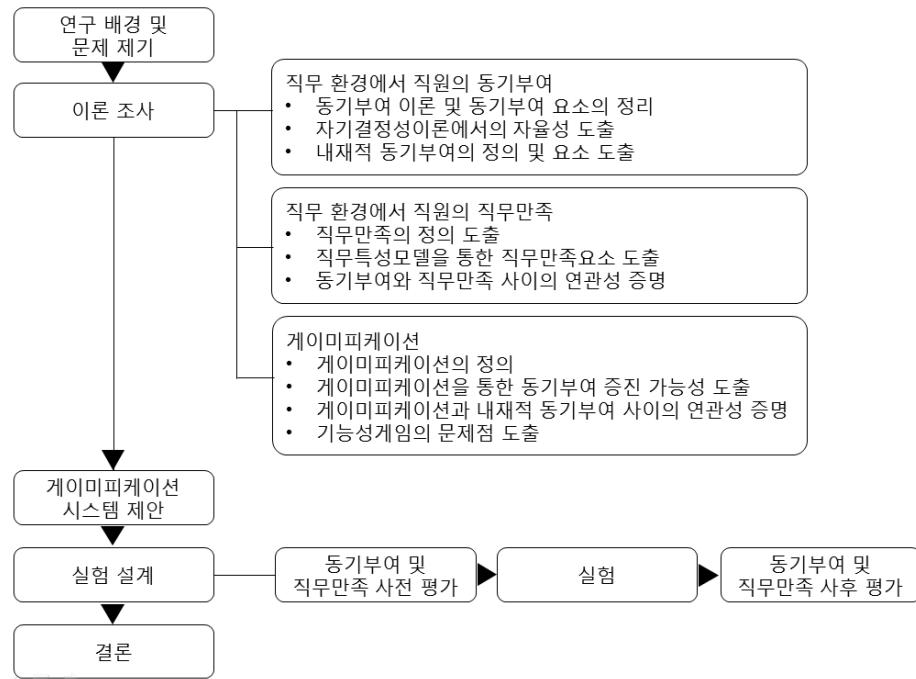 연구 배경 및
문제 제기
이론 조사
직무 환경에서 직원의 동기부여
• 동기부여 이론 및 동기부여 요소의 정리
• 자기결정성이론에서의 자율성 도출
• 내재적 동기부여의 정의 및 요소 도출
직무 환경에서 직원의 직무만족
• 직무만족의 정의 도출
• 직무특성모델을 통한 직무만족요소 도출
• 동기부여와 직무만족 사이의 연관성 증명
게이미피케이션
• 게이미피케이션의 정의
• 게이미피케이션을 통한 동기부여 증진 가능성 도출
• 게이미피케이션과 내재적 동기부여 사이의 연관성 증명
• 기능성게임의 문제점 도출
게이미피케이션
시스템 제안
실험 설계
동기부여 및
직무만족 사전 평가
실험
동기부여 및
직무만족 사후 평가
결론